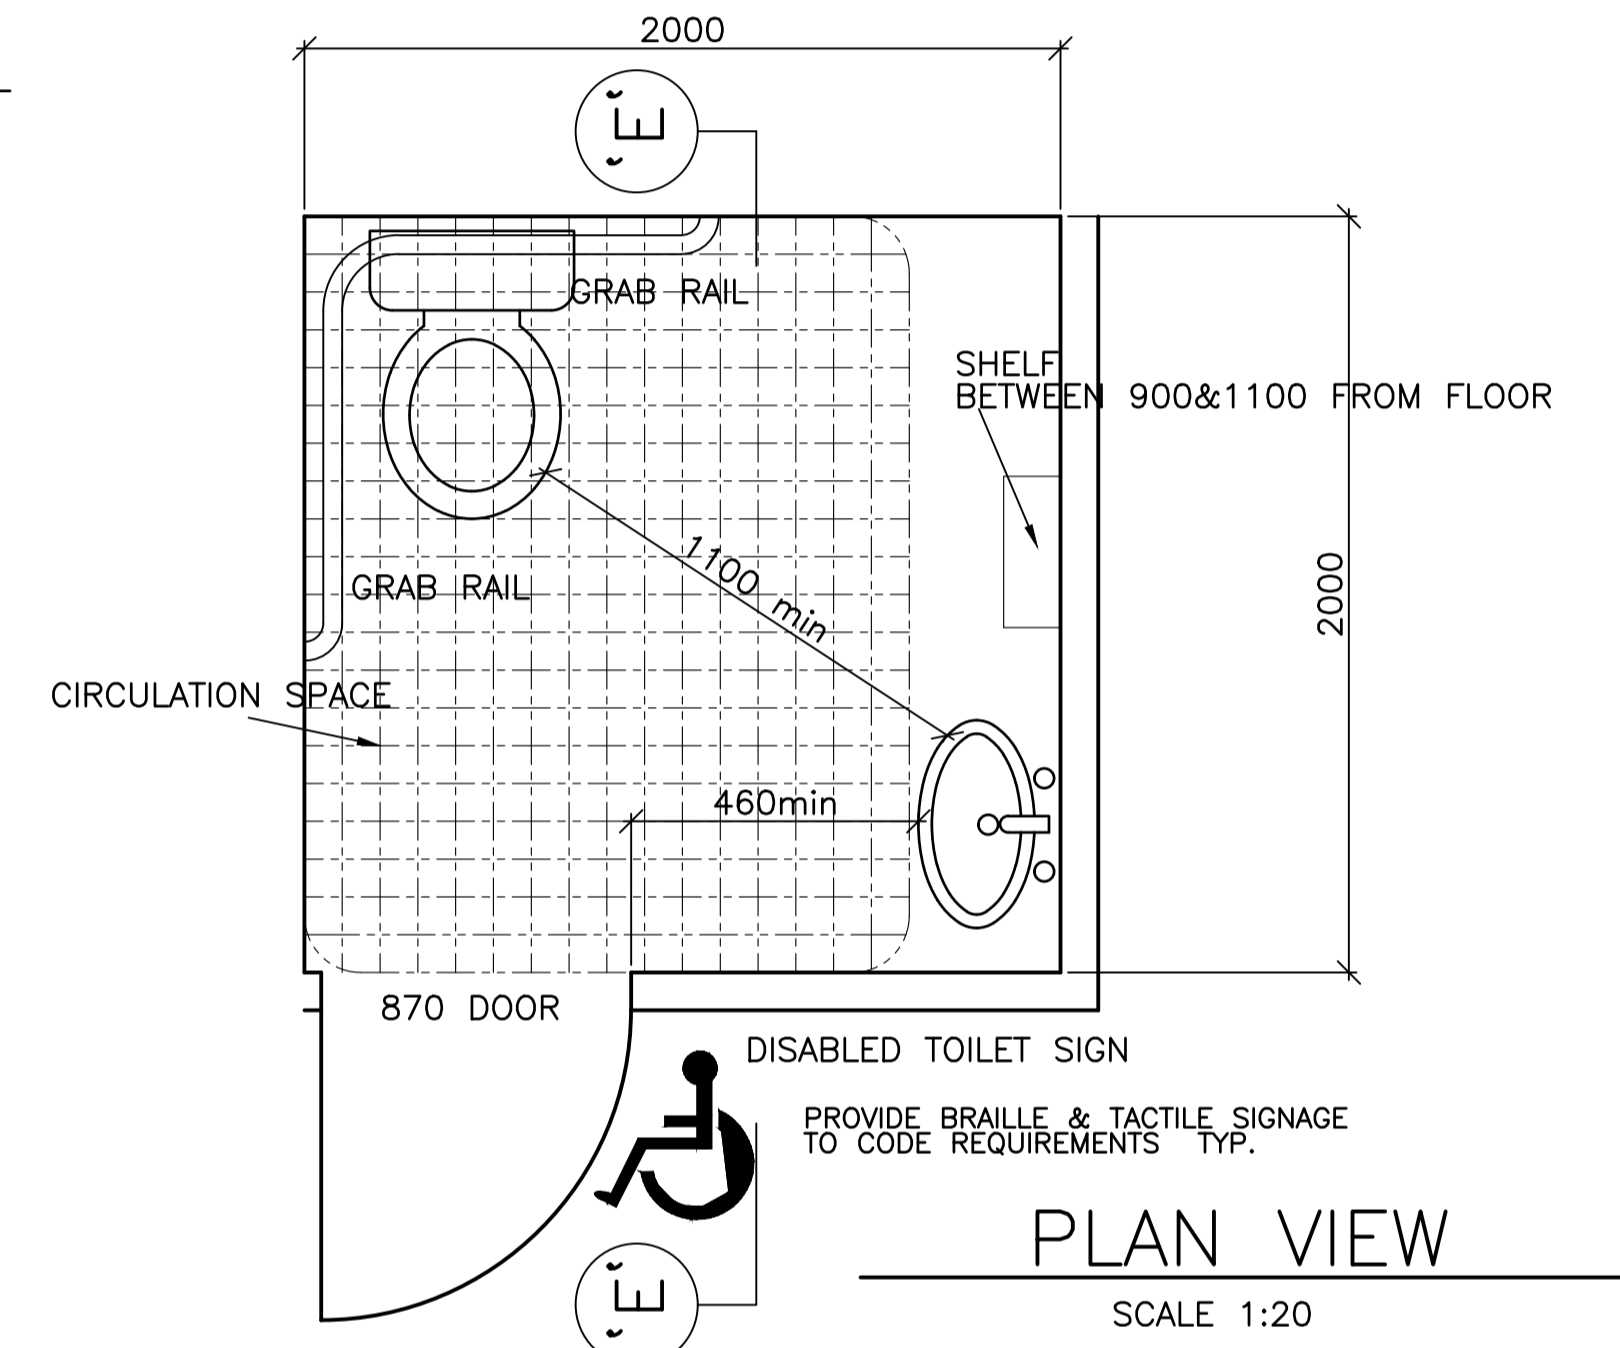 2000
`E´
GRAB RAIL
SHELF
BETWEEN 900&1100 FROM FLOOR
1100 min
2000
GRAB RAIL
CIRCULATION SPACE
460min
870 DOOR
DISABLED TOILET SIGN
PROVIDE BRAILLE & TACTILE SIGNAGE
TO CODE REQUIREMENTS TYP.
PLAN VIEW
`E´
SCALE 1:20